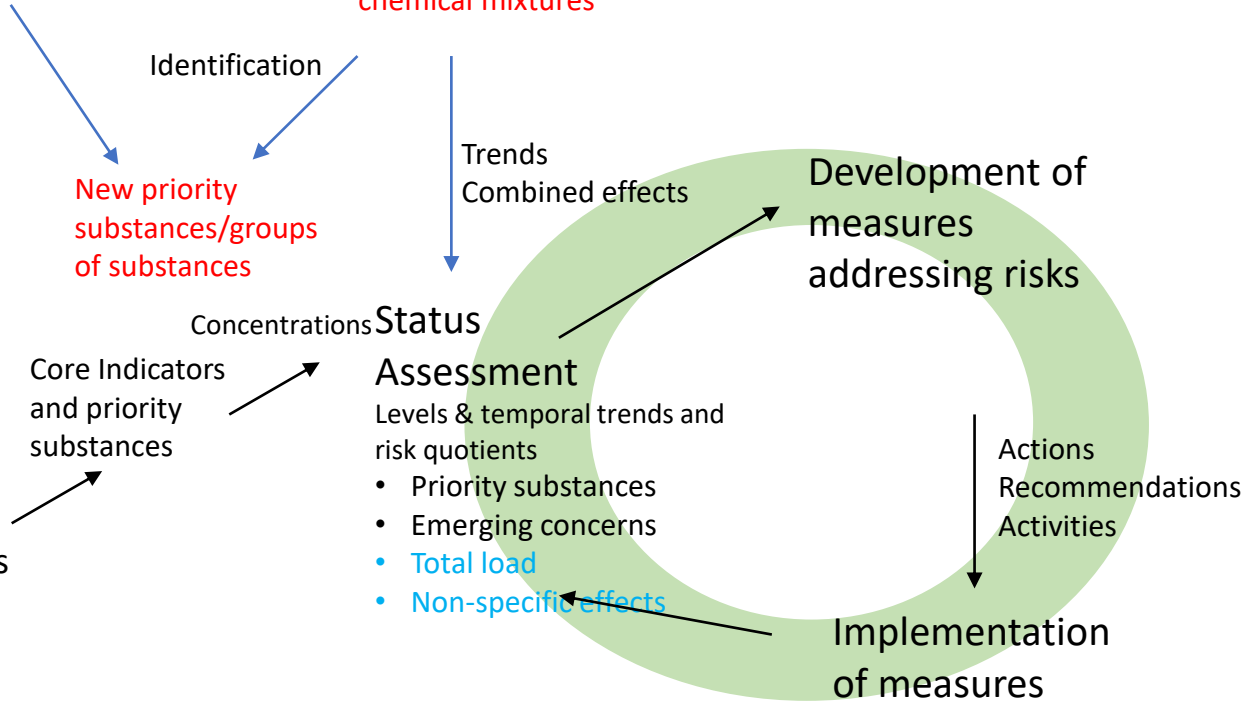 chemical mixtures
Identification
Trends
Combined effects
New priority
substances/groups
of substances
Development of
measures
addressing risks
Concentrations
Status
Assessment
Levels & temporal trends and
risk quotients
• Priority substances
• Emerging concerns
• Total load
• Non-specific effects
Core Indicators
and priority
substances
s
Actions
Recommendations
Activities
Implementation
of measures